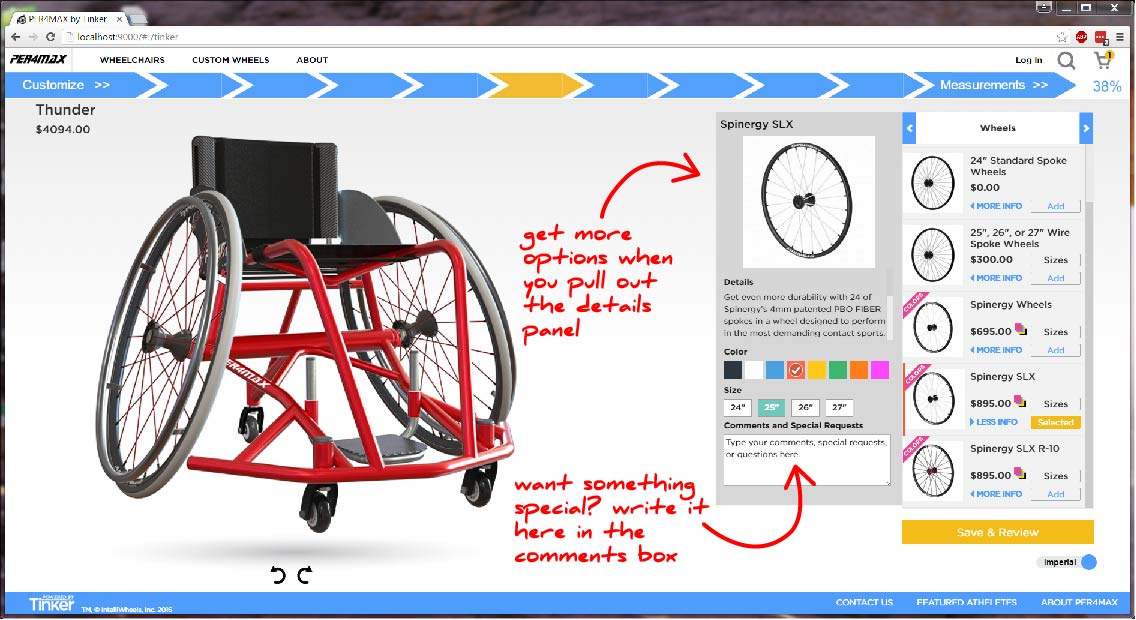 PER4MAX by Tinker
localhost:9000/#!/tinker
ABP
PER4MAX
WHEELCHAIRS
CUSTOM WHEELS
ABOUT
Log In
1
Customize >>
Measurements >>
38%
Thunder
$4094.00
PER4MAX
get more
options when
you pull out
the details
panel
want something
special? write it
here in the
comments box
Spinergy SLX
Details
Get even more durability with 24 of
Spinergy's 4mm patented PBO FIBER
spokes in a wheel designed to perform
in the most demanding contact sports.
Color
Size
24" 25" 26" 27"
Comments and Special Requests
Type your comments, special requests,
or questions here.
Wheels
24" Standard Spoke
Wheels
$0.00
MORE INFO Add
25", 26", or 27" Wire
Spoke Wheels
$300.00 Sizes
MORE INFO Add
COLORS
Spinergy Wheels
$695.00 Sizes
MORE INFO Add
COLORS
Spinergy SLX
$895.00 Sizes
LESS INFO Selected
COLORS
Spinergy SLX R-10
$895.00 Sizes
MORE INFO Add
Save & Review
Imperial
POWERED BY
Tinker TM, © IntelliWheels, Inc. 2016
CONTACT US
FEATURED ATHFLETES
ABOUT PER4MAX